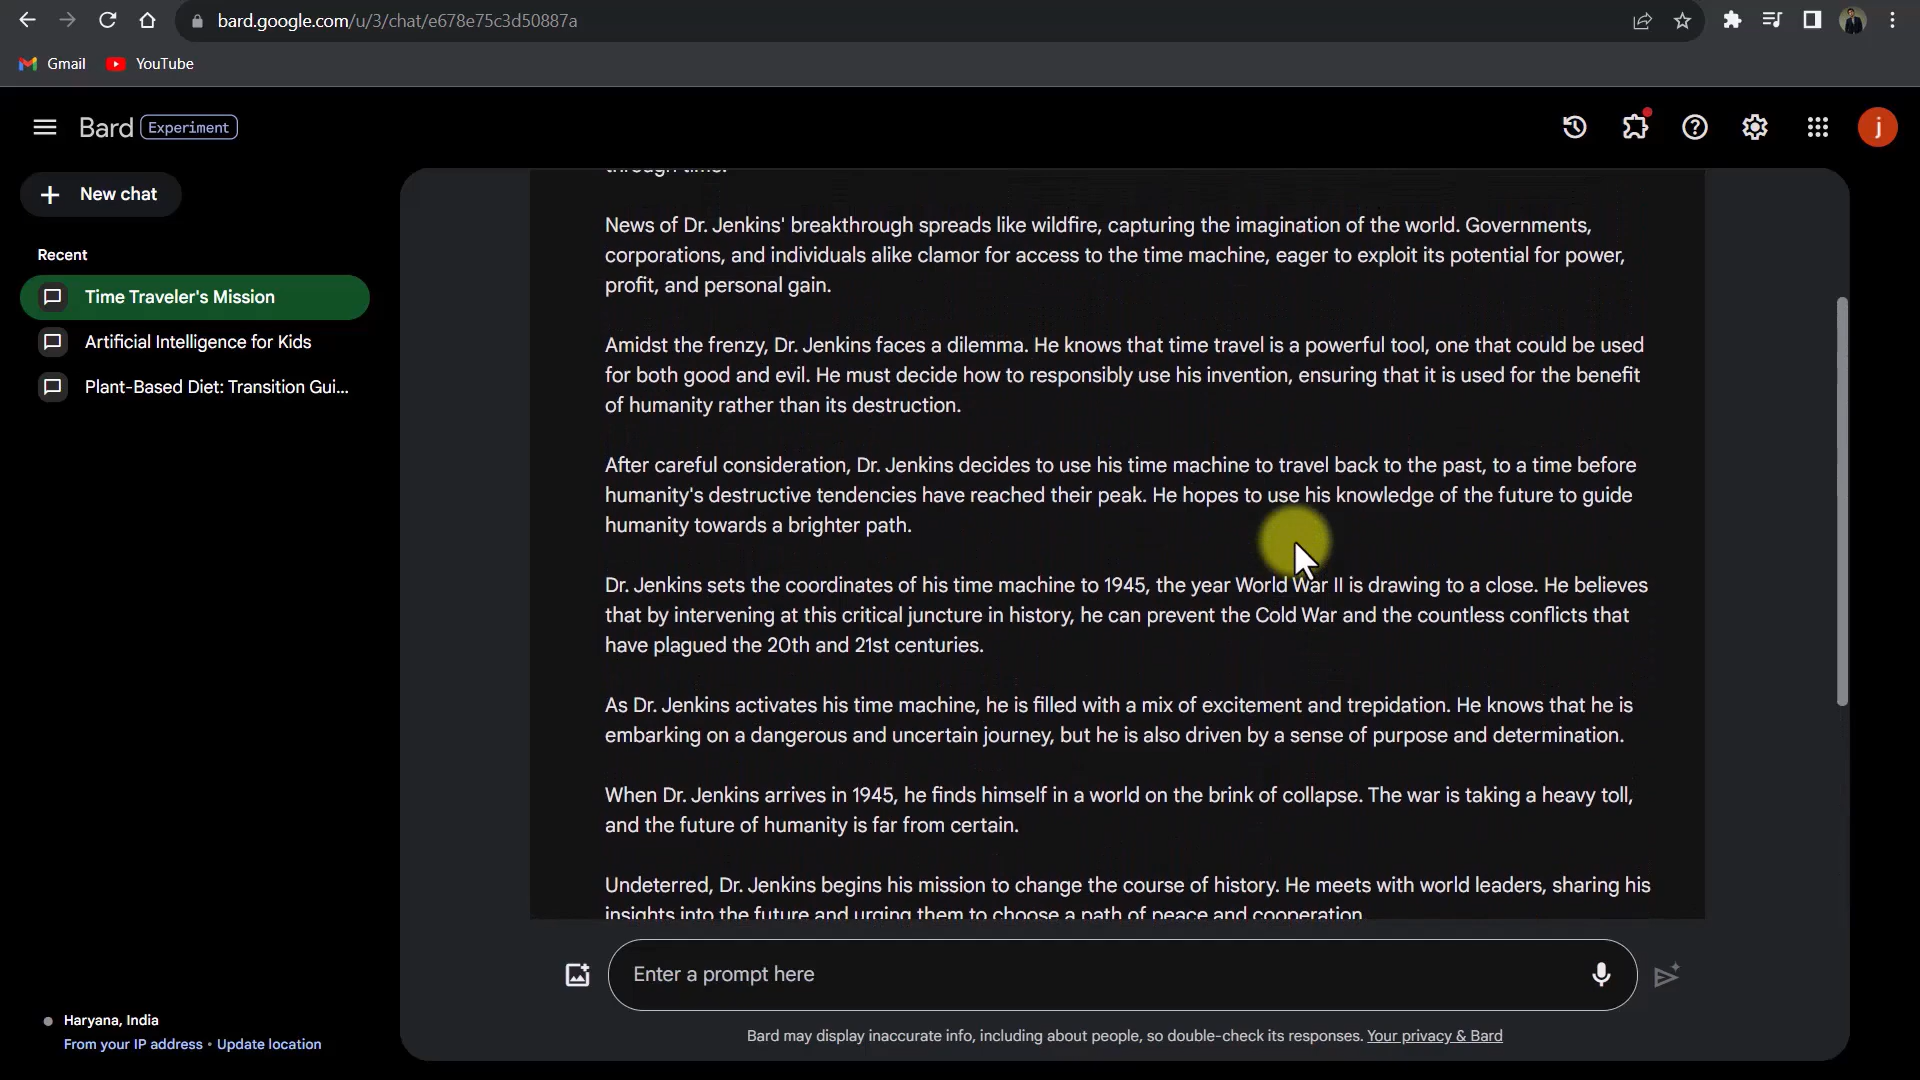 bard.google.com/u/3/chat/e678e75c3d50887a
Gmail
YouTube
Bard
Experiment
j
New chat
Recent
Time Traveler's Mission
Artificial Intelligence for Kids
Plant-Based Diet: Transition Gui...
through time.
News of Dr. Jenkins' breakthrough spreads like wildfire, capturing the imagination of the world. Governments,
corporations, and individuals alike clamor for access to the time machine, eager to exploit its potential for power,
profit, and personal gain.
Amidst the frenzy, Dr. Jenkins faces a dilemma. He knows that time travel is a powerful tool, one that could be used
for both good and evil. He must decide how to responsibly use his invention, ensuring that it is used for the benefit
of humanity rather than its destruction.
After careful consideration, Dr. Jenkins decides to use his time machine to travel back to the past, to a time before
humanity's destructive tendencies have reached their peak. He hopes to use his knowledge of the future to guide
humanity towards a brighter path.
Dr. Jenkins sets the coordinates of his time machine to 1945, the year World War II is drawing to a close. He believes
that by intervening at this critical juncture in history, he can prevent the Cold War and the countless conflicts that
have plagued the 20th and 21st centuries.
As Dr. Jenkins activates his time machine, he is filled with a mix of excitement and trepidation. He knows that he is
embarking on a dangerous and uncertain journey, but he is also driven by a sense of purpose and determination.
When Dr. Jenkins arrives in 1945, he finds himself in a world on the brink of collapse. The war is taking a heavy toll,
and the future of humanity is far from certain.
Undeterred, Dr. Jenkins begins his mission to change the course of history. He meets with world leaders, sharing his
insights into the future and urging them to choose a path of peace and cooperation.
Enter a prompt here
Haryana, India
From your IP address • Update location
Bard may display inaccurate info, including about people, so double-check its responses. Your privacy & Bard